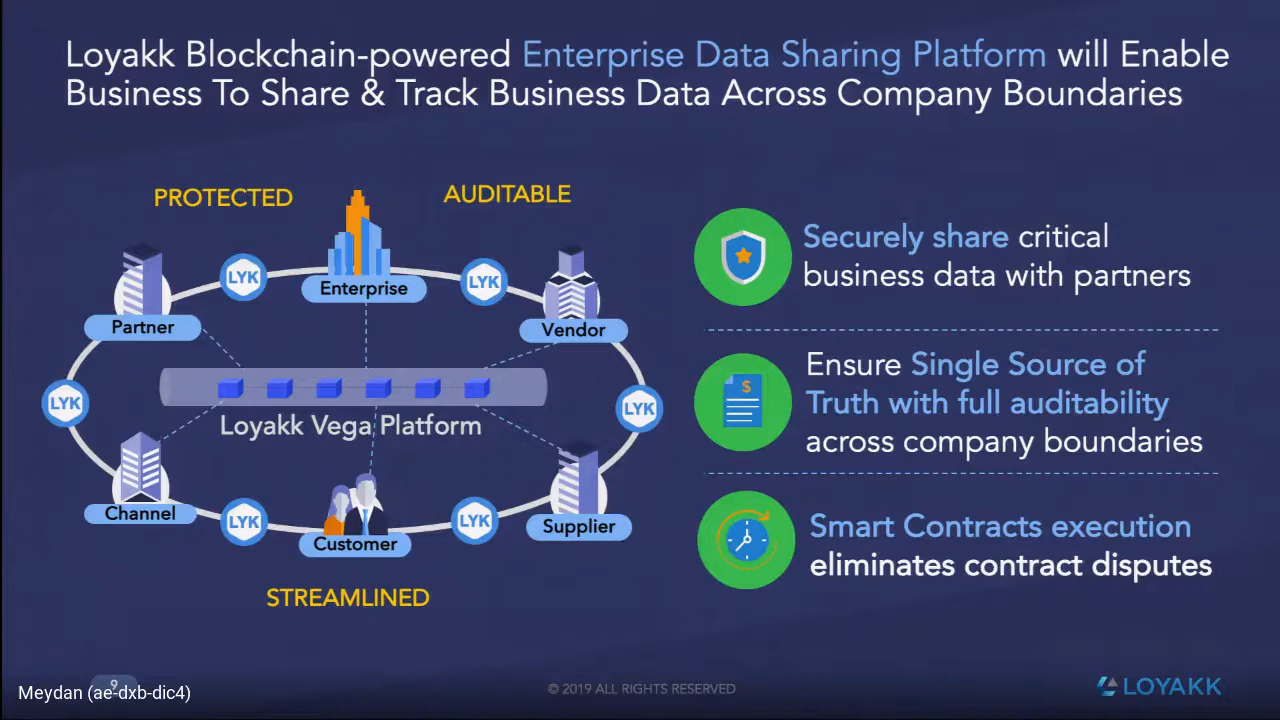 Loyakk Blockchain-powered Enterprise Data Sharing Platform will Enable
Business To Share & Track Business Data Across Company Boundaries
PROTECTED
AUDITABLE
LYK
LYK
Enterprise
Partner
Vendor
LYK
LYK
Loyakk Vega Platform
Channel
LYK
LYK
Customer
Supplier
STREAMLINED
Securely share critical
business data with partners
Ensure Single Source of
Truth with full auditability
across company boundaries
Smart Contracts execution
eliminates contract disputes
9
Meydan (ae-dxb-dic4)
© 2019 ALL RIGHTS RESERVED
LOYAKK